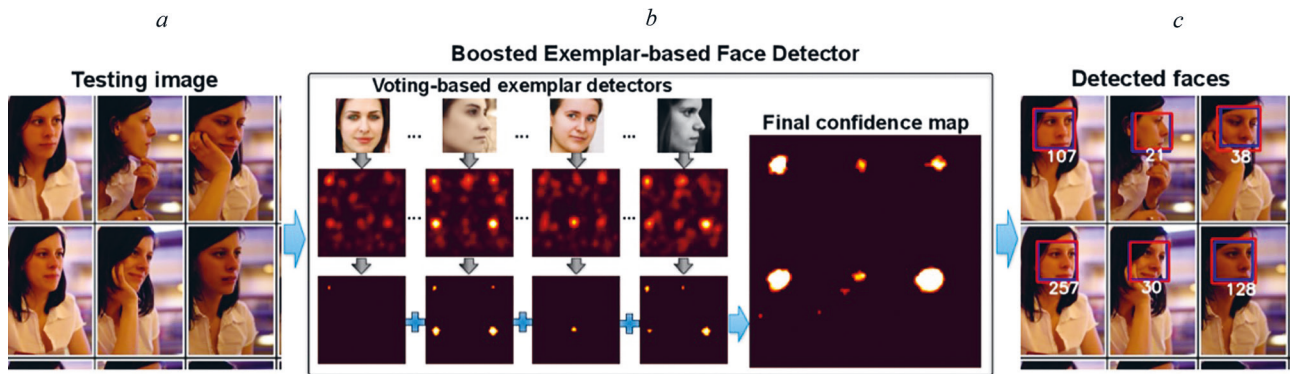 a
b
c
Boosted Exemplar-based Face Detector
Testing image
Voting-based exemplar detectors
Detected faces
... ... ...
Final confidence map
107
21
38
... ... ...
257
30
128